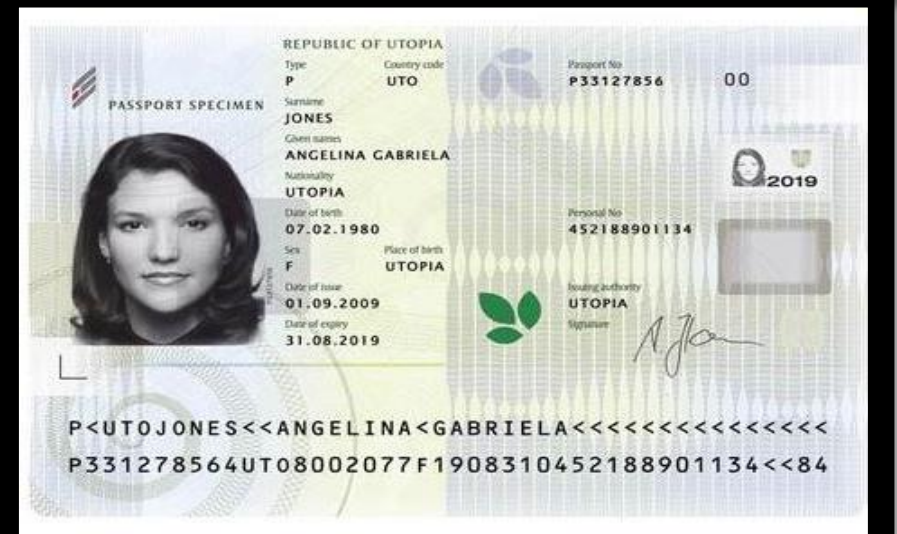 REPUBLIC OF UTOPIA
Type Country code Passport No
P UTO P33127856 00
PASSPORT SPECIMEN
Surname
JONES
Given names
ANGELINA GABRIELA
2019
Nationality
UTOPIA
Date of birth Personal No
07.02.1980 452188901134
Sex Place of birth
F UTOPIA
Date of issue Issuing authority
01.09.2009 UTOPIA
Date of expiry Signature
31.08.2019
P<UTOJONES<<ANGELINA<GABRIELA<<<<<<<<<<<<<<<
P331278564UTO8002077F1908310452188901134<<84